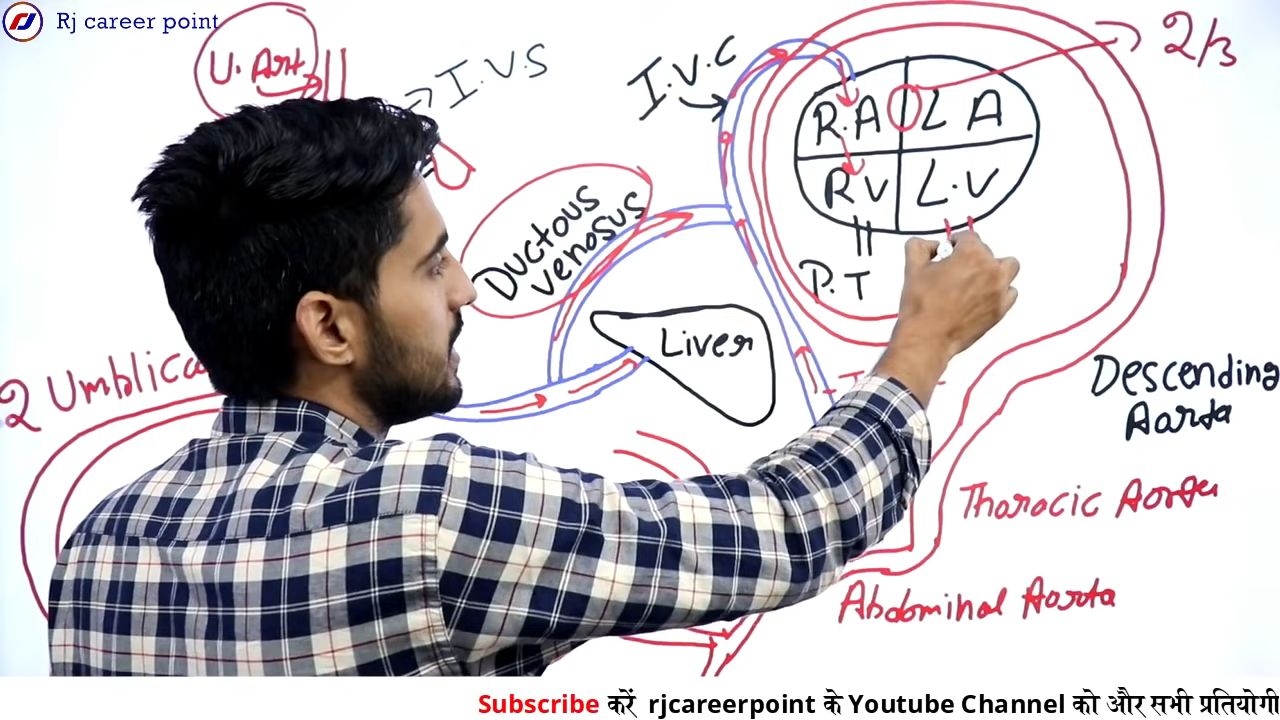 Rj career point
U. Art
I.V.S
I.V.C
2/3
R.A
L A
R V
L.V
P.T
Ductous
venosus
Liver
2 Umblica
Descending
Aorta
Thoracic Aorta
Abdominal Aorta
Subscribe करें rjcareerpoint के Youtube Channel को और सभी प्रतियोगी